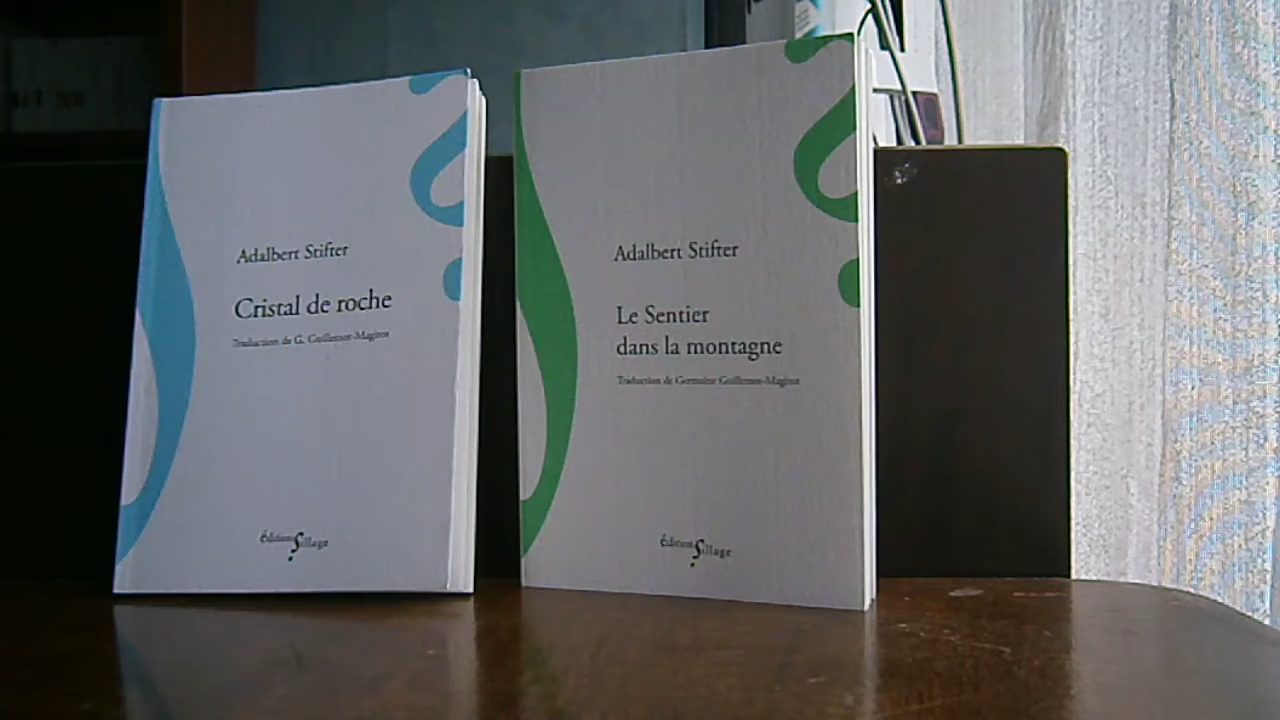 Adalbert Stifter
Cristal de roche
Traduction de G. Guillemot-Magitot
Éditions Sillage
Adalbert Stifter
Le Sentier
dans la montagne
Traduction de Germaine Guillemot-Magitot
Éditions Sillage